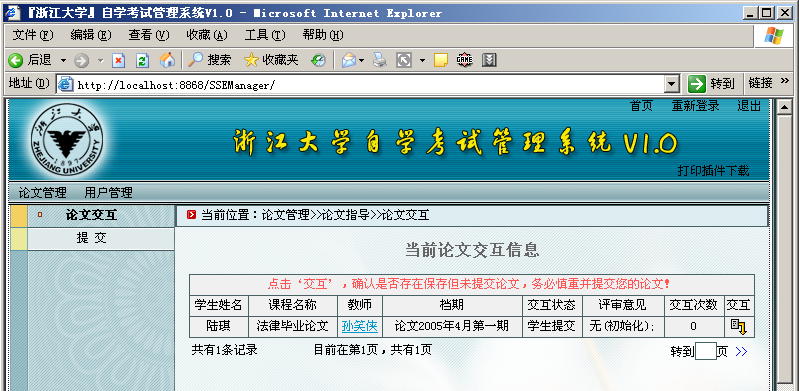 『浙江大学』自学考试管理系统V1.0 - Microsoft Internet Explorer
文件(F) 编辑(E) 查看(V) 收藏(A) 工具(T) 帮助(H)
后退 搜索 收藏夹
地址(D) http://localhost:8868/SSEManager/ 转到 链接 »
首页 重新登录 退出
浙江大学
ZHEJIANG UNIVERSITY
1897
浙江大学自学考试管理系统 V1.0
打印插件下载
论文管理 用户管理
论文交互
提 交
当前位置：论文管理>>论文指导>>论文交互
当前论文交互信息
点击‘交互’，确认是否存在保存但未提交论文，务必慎重并提交您的论文!
学生姓名 课程名称 教师 档期 交互状态 评审意见 交互次数 交互
陆琪 法律毕业论文 孙笑侠 论文2005年4月第一期 学生提交 无(初始化); 0
共有1条记录 目前在第1页，共有1页 转到 页 >>